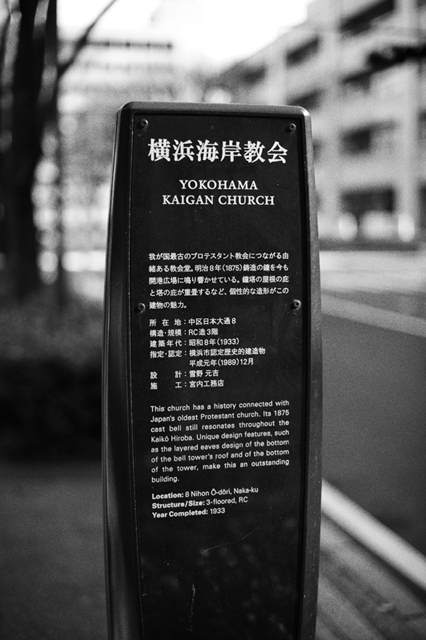 横浜海岸教会
YOKOHAMA
KAIGAN CHURCH
我が国最古のプロテスタント教会につながる由
緒ある教会堂。明治8年(1875)鋳造の鐘を今も
開港広場に鳴り響かせている。鐘塔の屋根の庇
と塔の庇が重畳するなど、個性的な造形がこの
建物の魅力。
所在地:中区日本大通8
構造・規模:RC造3階
建築年代:昭和8年(1933)
指定・認定:横浜市認定歴史的建造物
平成元年(1989)12月
設計:雪野 元吉
施工:宮内工務店
This church has a history connected with
Japan's oldest Protestant church. Its 1875
cast bell still resonates throughout the
Kaikō Hiroba. Unique design features, such
as the layered eaves design of the bottom
of the bell tower's roof and of the bottom
of the tower, make this an outstanding
building.
Location: 8 Nihon Ō-dōri, Naka-ku
Structure/Size: 3-floored, RC
Year Completed: 1933